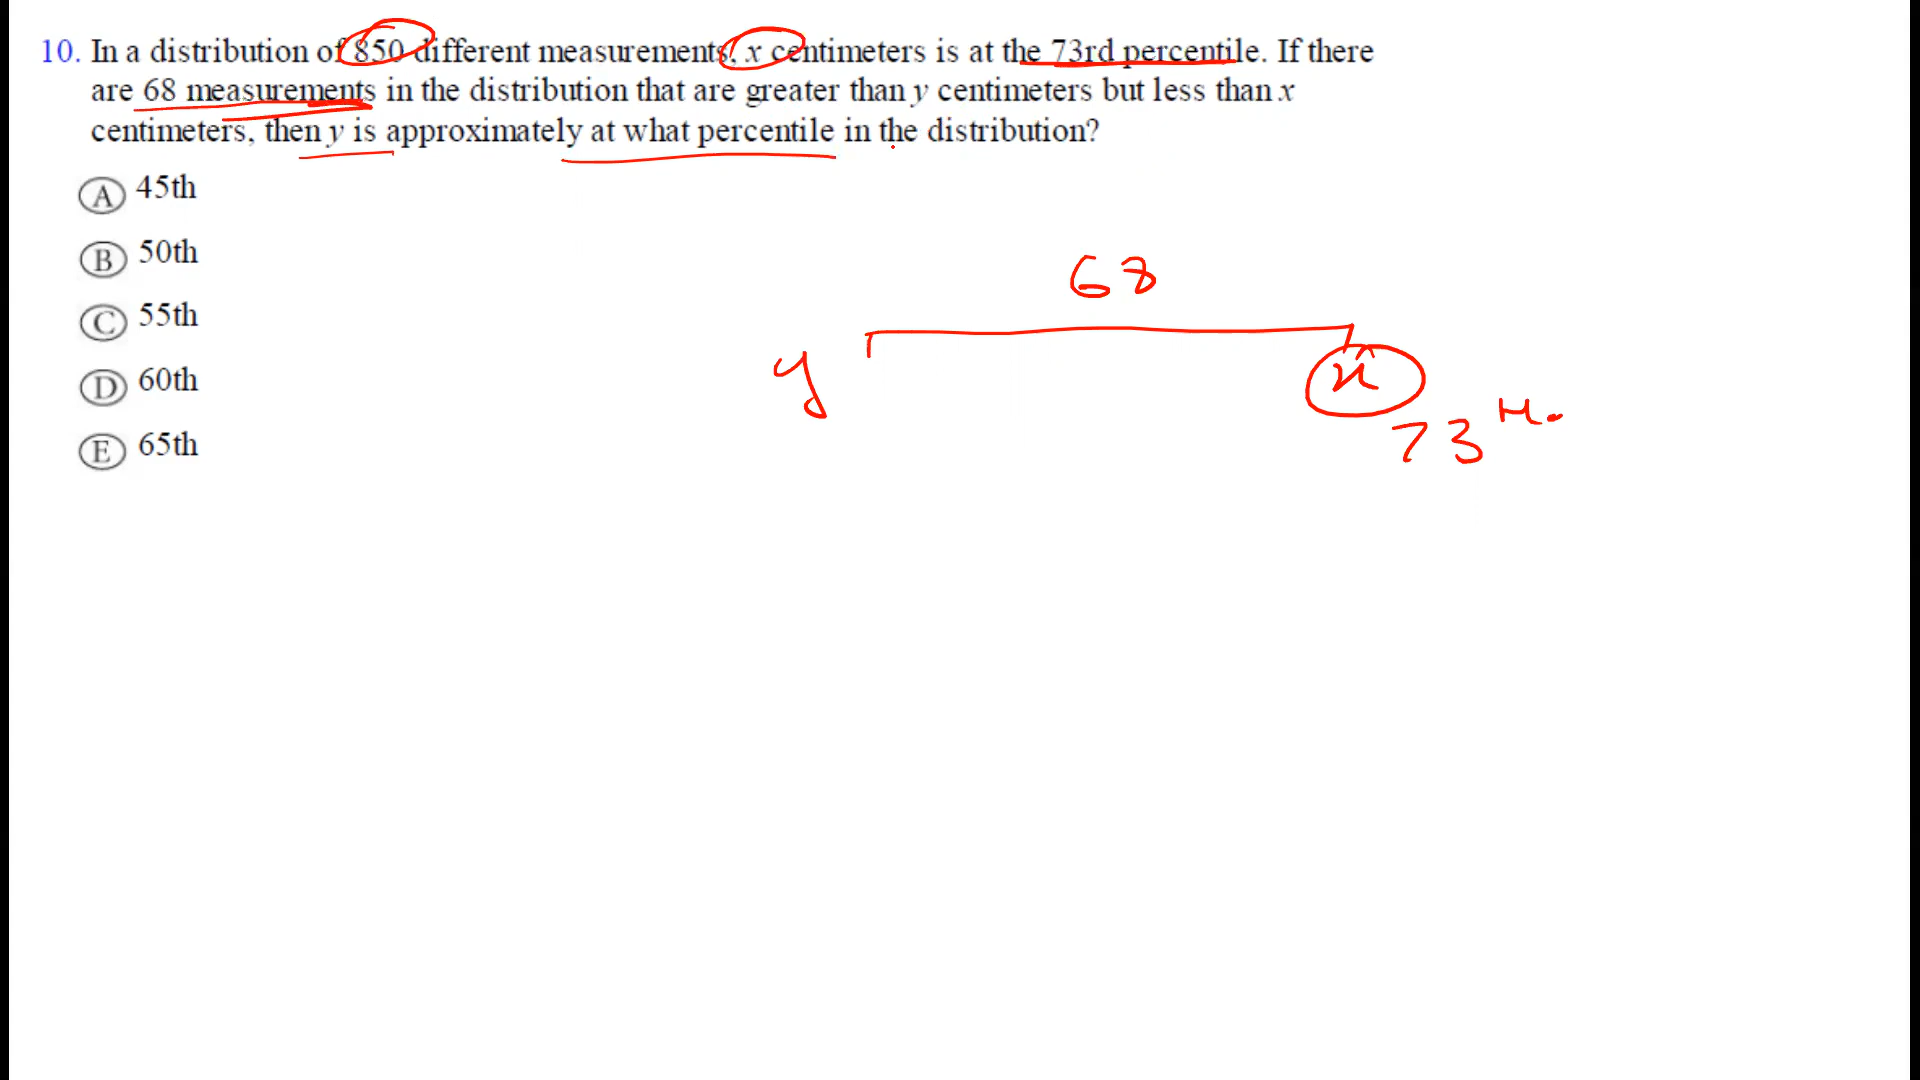 10. In a distribution of 850 different measurements, x centimeters is at the 73rd percentile. If there
are 68 measurements in the distribution that are greater than y centimeters but less than x
centimeters, then y is approximately at what percentile in the distribution?
A 45th
B 50th
C 55th
D 60th
E 65th
68
y x
73